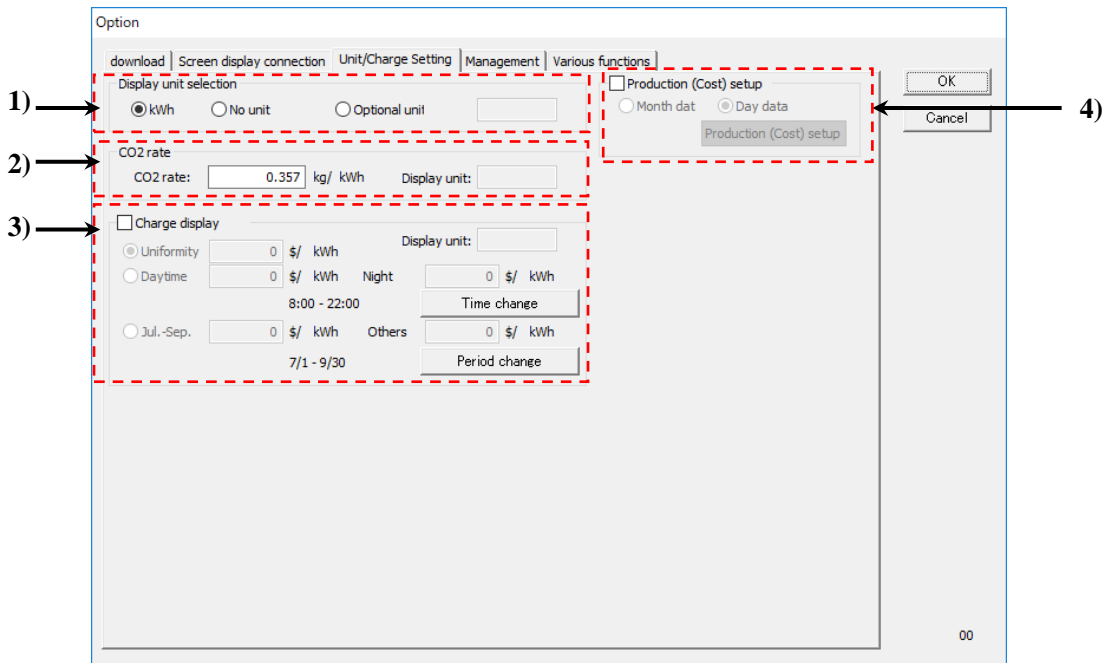 Option
download Screen display connection Unit/Charge Setting Management Various functions
1)
Display unit selection
kWh No unit Optional unit
Production (Cost) setup
Month dat Day data
Production (Cost) setup
4)
OK
Cancel
2)
CO2 rate
CO2 rate: 0.357 kg/ kWh Display unit:
3)
Charge display
Display unit:
Uniformity 0 $/ kWh
Daytime 0 $/ kWh Night 0 $/ kWh
8:00 - 22:00 Time change
Jul.-Sep. 0 $/ kWh Others 0 $/ kWh
7/1 - 9/30 Period change
00